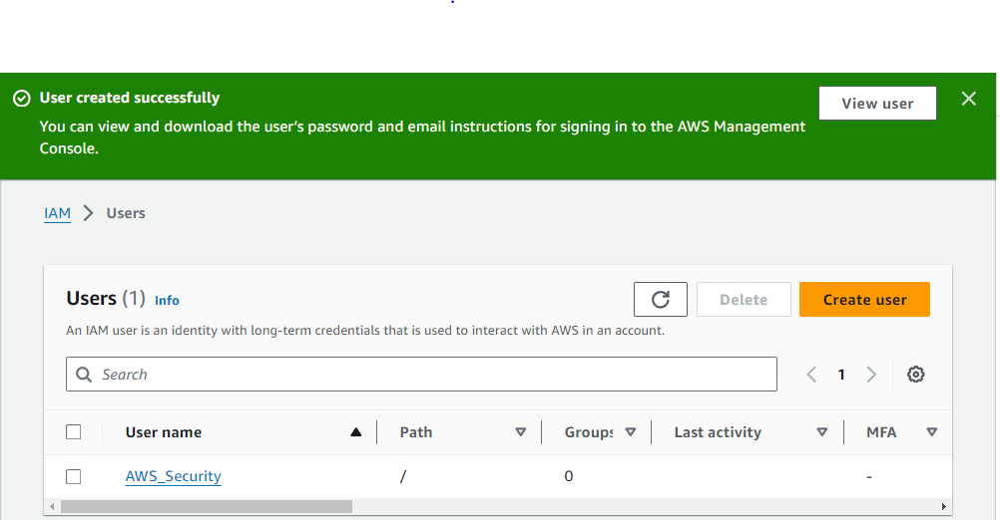 User created successfully
View user
You can view and download the user's password and email instructions for signing in to the AWS Management
Console.
IAM > Users
Users (1) Info
Delete
Create user
An IAM user is an identity with long-term credentials that is used to interact with AWS in an account.
Search
1
User name Path Groups Last activity MFA
AWS_Security / 0 -